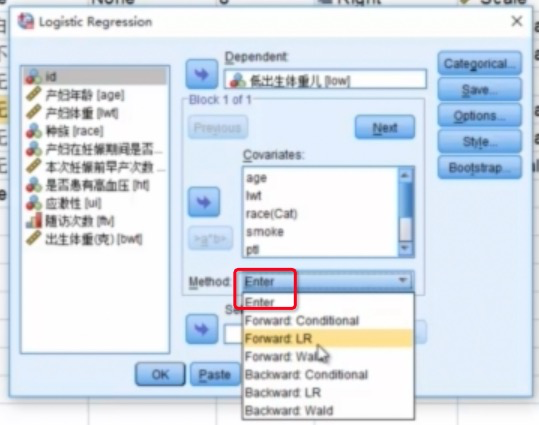 Logistic Regression
id
产妇年龄 [age]
产妇体重 [lwt]
种族 [race]
产妇在妊娠期间是否...
本次妊娠前早产次数 ...
是否患有高血压 [ht]
应激性 [ui]
随访次数 [ftv]
出生体重(克) [bwt]
Dependent:
低出生体重儿 [low]
Block 1 of 1
Previous
Next
Covariates:
age
lwt
race(Cat)
smoke
ptl
>a*b>
Method:
Enter
Enter
Forward: Conditional
Forward: LR
Forward: Wald
Backward: Conditional
Backward: LR
Backward: Wald
OK
Paste
Categorical...
Save...
Options...
Style...
Bootstrap...